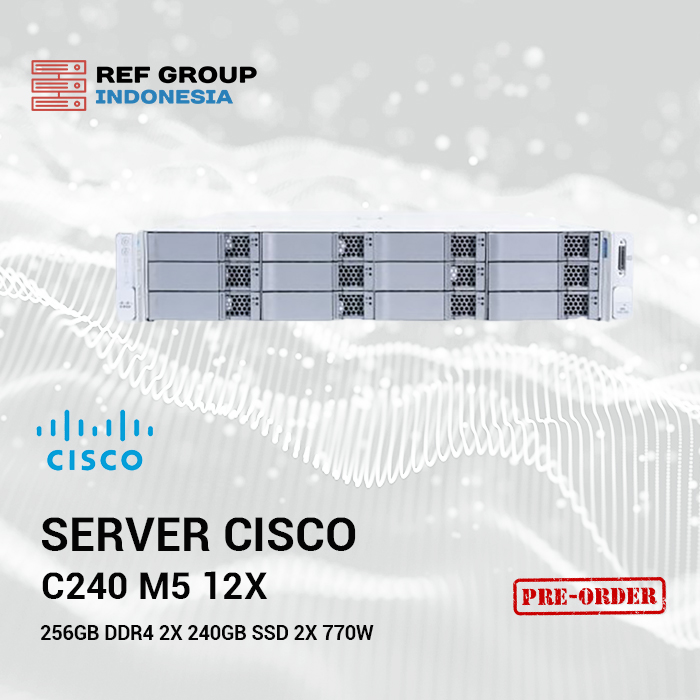 REF GROUP
INDONESIA
CISCO
SERVER CISCO
C240 M5 12X
PRE-ORDER
256GB DDR4 2X 240GB SSD 2X 770W